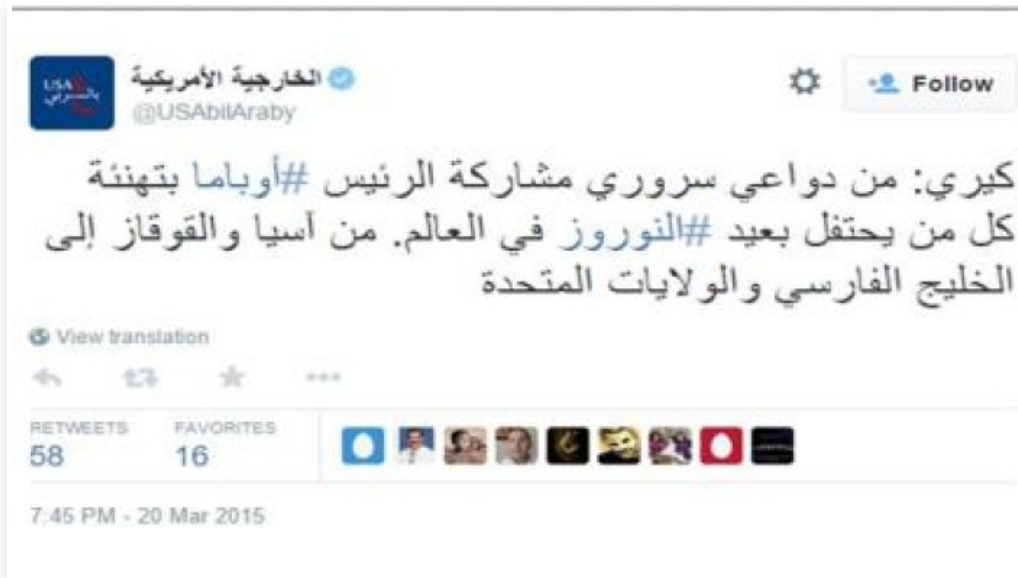 USA
بالعربي
الخارجية الأمريكية
@USAbilAraby
Follow
كيري: من دواعي سروري مشاركة الرئيس #أوباما بتهنئة
كل من يحتفل بعيد #النوروز في العالم. من آسيا والقوقاز إلى
الخليج الفارسي والولايات المتحدة
View translation
RETWEETS FAVORITES
58 16
7:45 PM - 20 Mar 2015